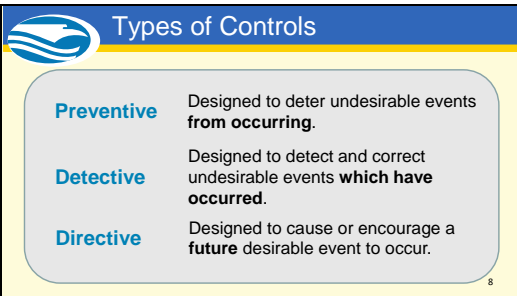 Types of Controls
Preventive
Designed to deter undesirable events
from occurring.
Detective
Designed to detect and correct
undesirable events which have
occurred.
Directive
Designed to cause or encourage a
future desirable event to occur.
8